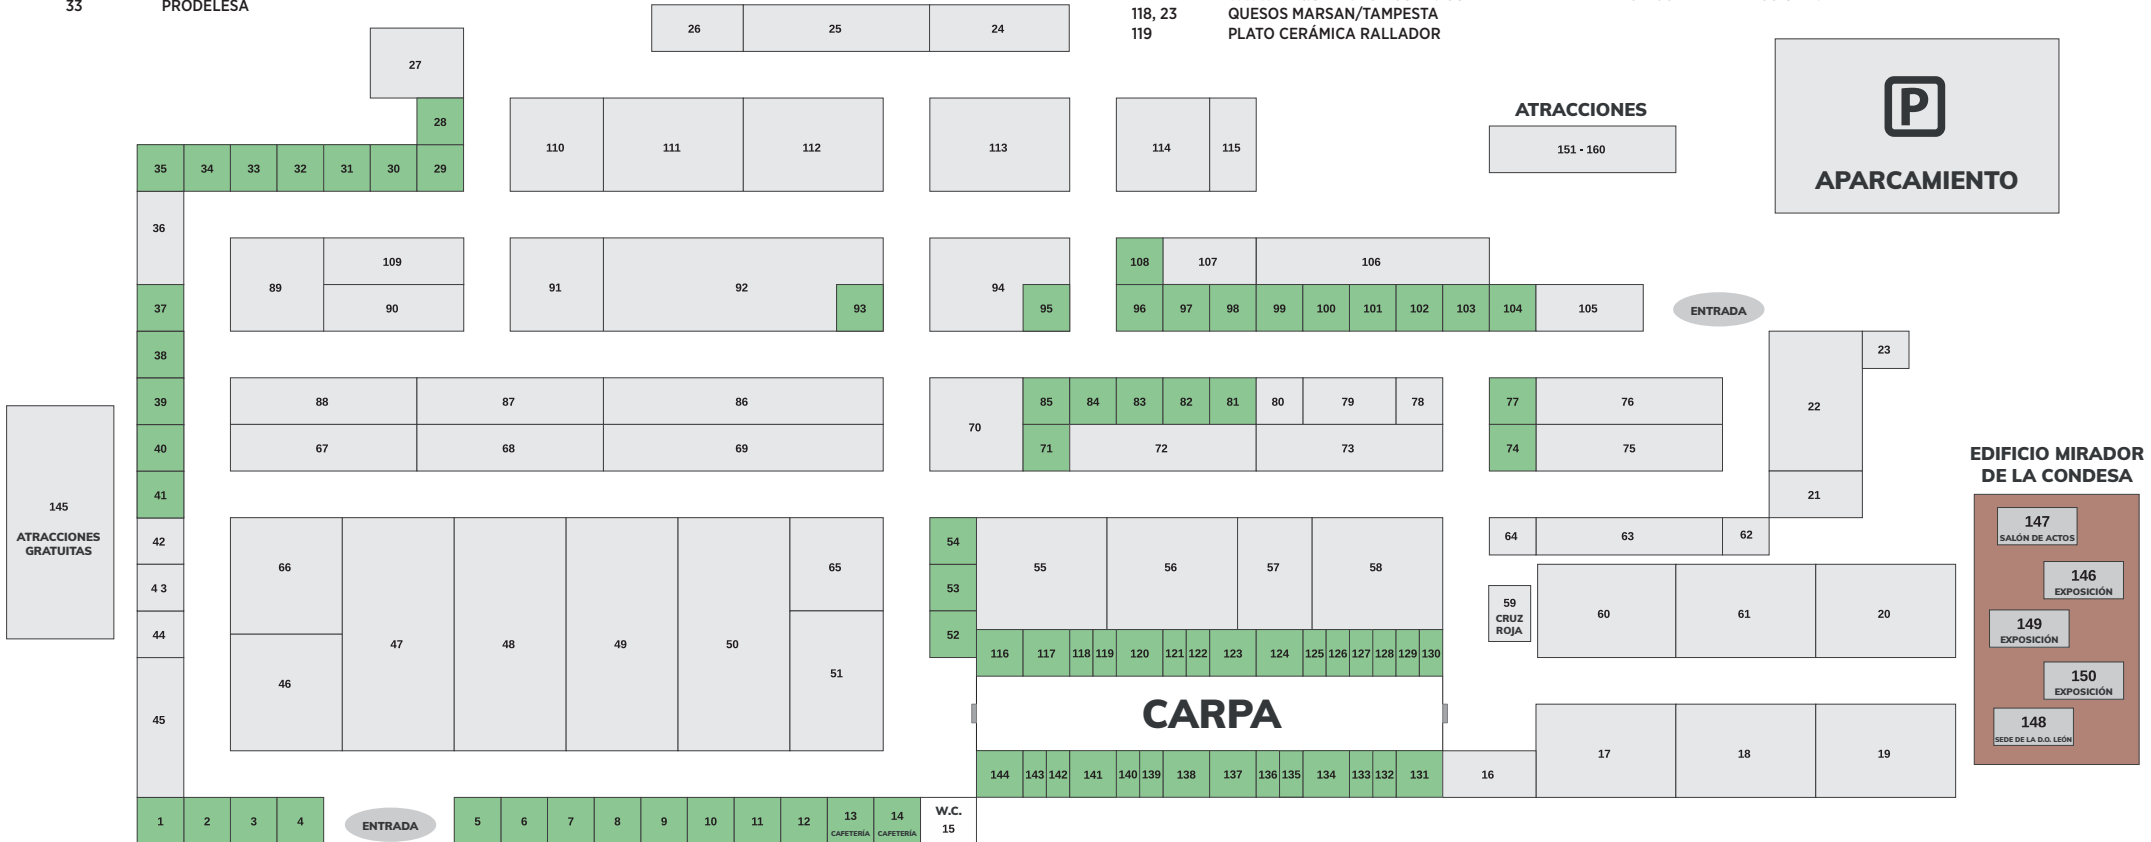 33 PRODELESA
118, 23 QUESOS MARSAN/TAMPESTA
119 PLATO CERÁMICA RALLADOR
26 25 24
27
28
ATRACCIONES
151 - 160
P
APARCAMIENTO
110 111 112 113 114 115
35 34 33 32 31 30 29
36
89 109 91 92 94 108 107 106
90 93 95 96 97 98 99 100 101 102 103 104 105
ENTRADA
37
38
39
40
41
42
4 3
44
45
23
22
21
88 87 86 70 85 84 83 82 81 80 79 78 77 76
67 68 69 71 72 73 74 75
145
ATRACCIONES
GRATUITAS
66 47 48 49 50 65
46 51
54
53
52
55 56 57 58
64 63 62
59
CRUZ
ROJA
60 61 20
116 117 118 119 120 121 122 123 124 125 126 127 128 129 130
CARPA
144 143 142 141 140 139 138 137 136 135 134 133 132 131
16 17 18 19
EDIFICIO MIRADOR
DE LA CONDESA
147
SALÓN DE ACTOS
146
EXPOSICIÓN
149
EXPOSICIÓN
150
EXPOSICIÓN
148
SEDE DE LA D.O. LEÓN
1 2 3 4
ENTRADA
5 6 7 8 9 10 11 12
13
CAFETERÍA
14
CAFETERÍA
W.C.
15